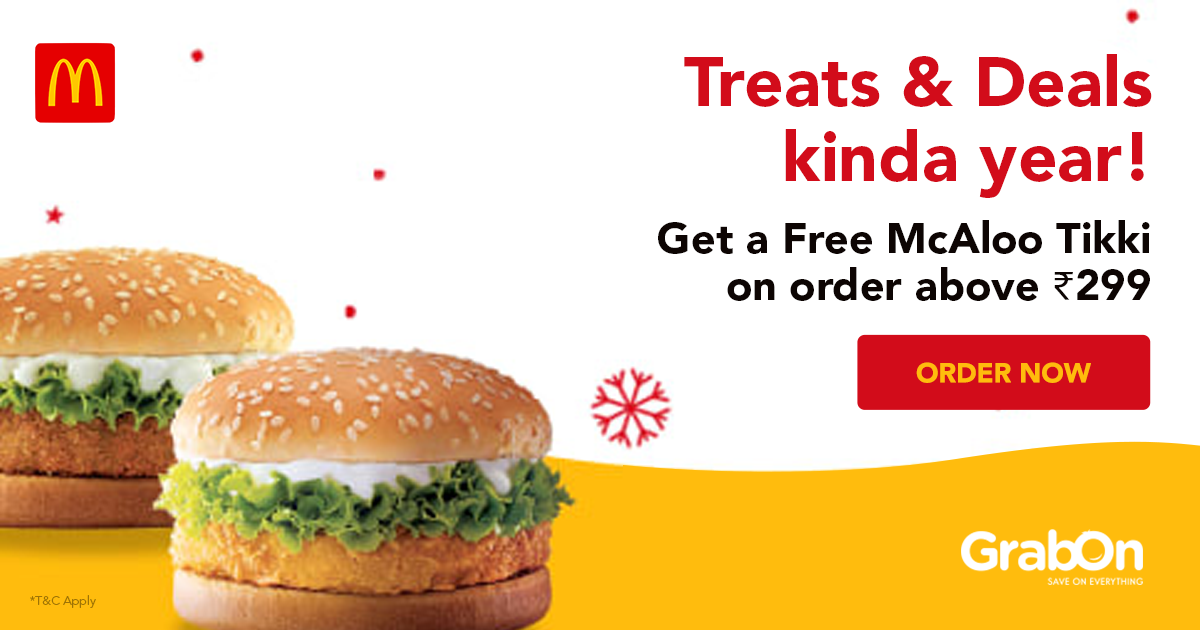 Treats & Deals
kinda year!
Get a Free McAloo Tikki
on order above ₹299
ORDER NOW
GrabOn
SAVE ON EVERYTHING
*T&C Apply